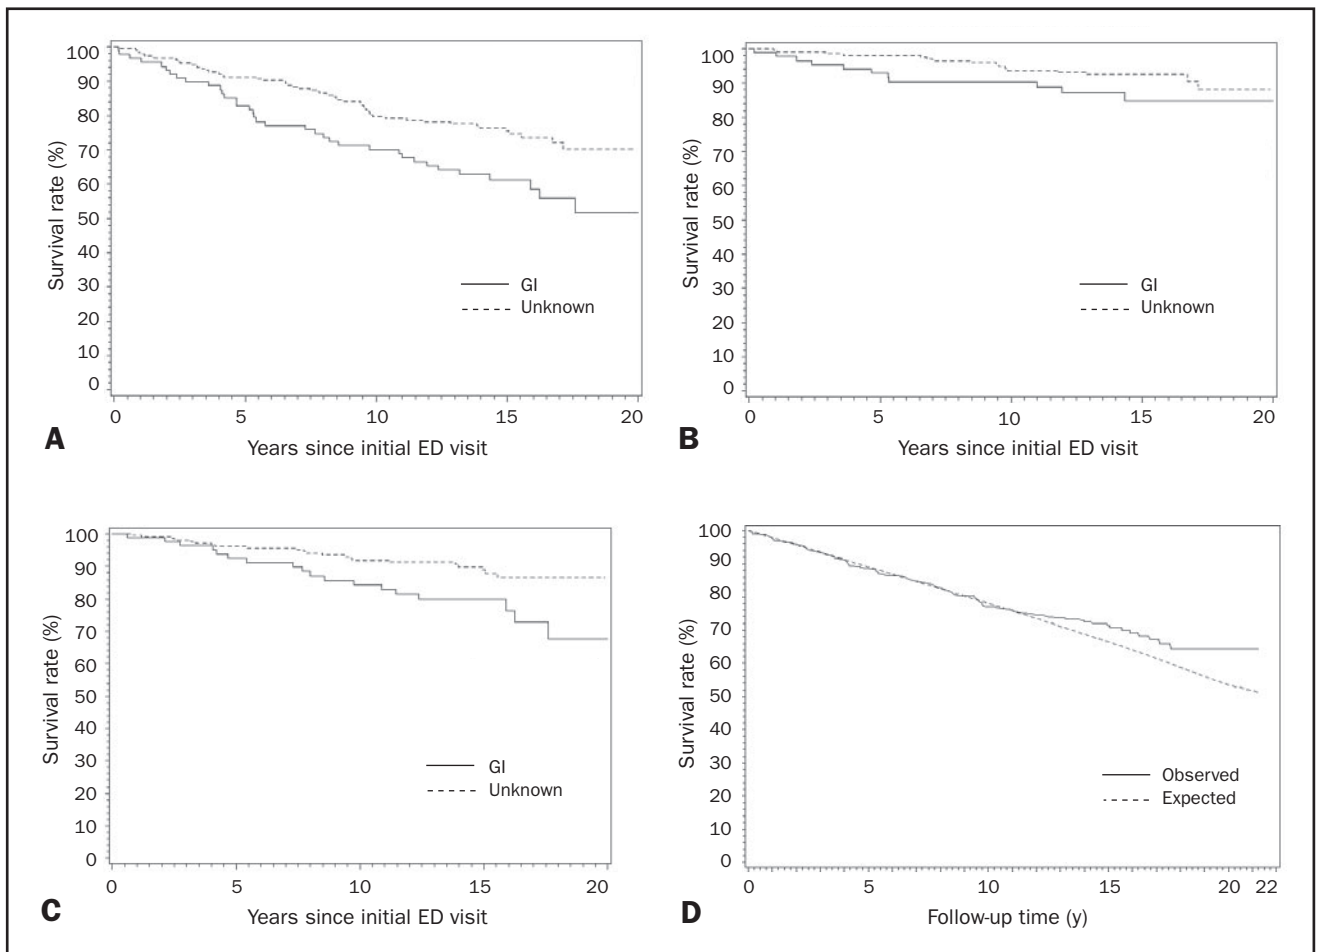 100
90
80
70
60
50
40
30
20
10
0
Survival rate (%)
GI
Unknown
0 5 10 15 20
Years since initial ED visit
A
100
90
80
70
60
50
40
30
20
10
0
Survival rate (%)
GI
Unknown
0 5 10 15 20
Years since initial ED visit
B
100
90
80
70
60
50
40
30
20
10
0
Survival rate (%)
GI
Unknown
0 5 10 15 20
Years since initial ED visit
C
100
90
80
70
60
50
40
30
20
10
0
Survival rate (%)
Observed
Expected
0 5 10 15 20 22
Follow-up time (y)
D